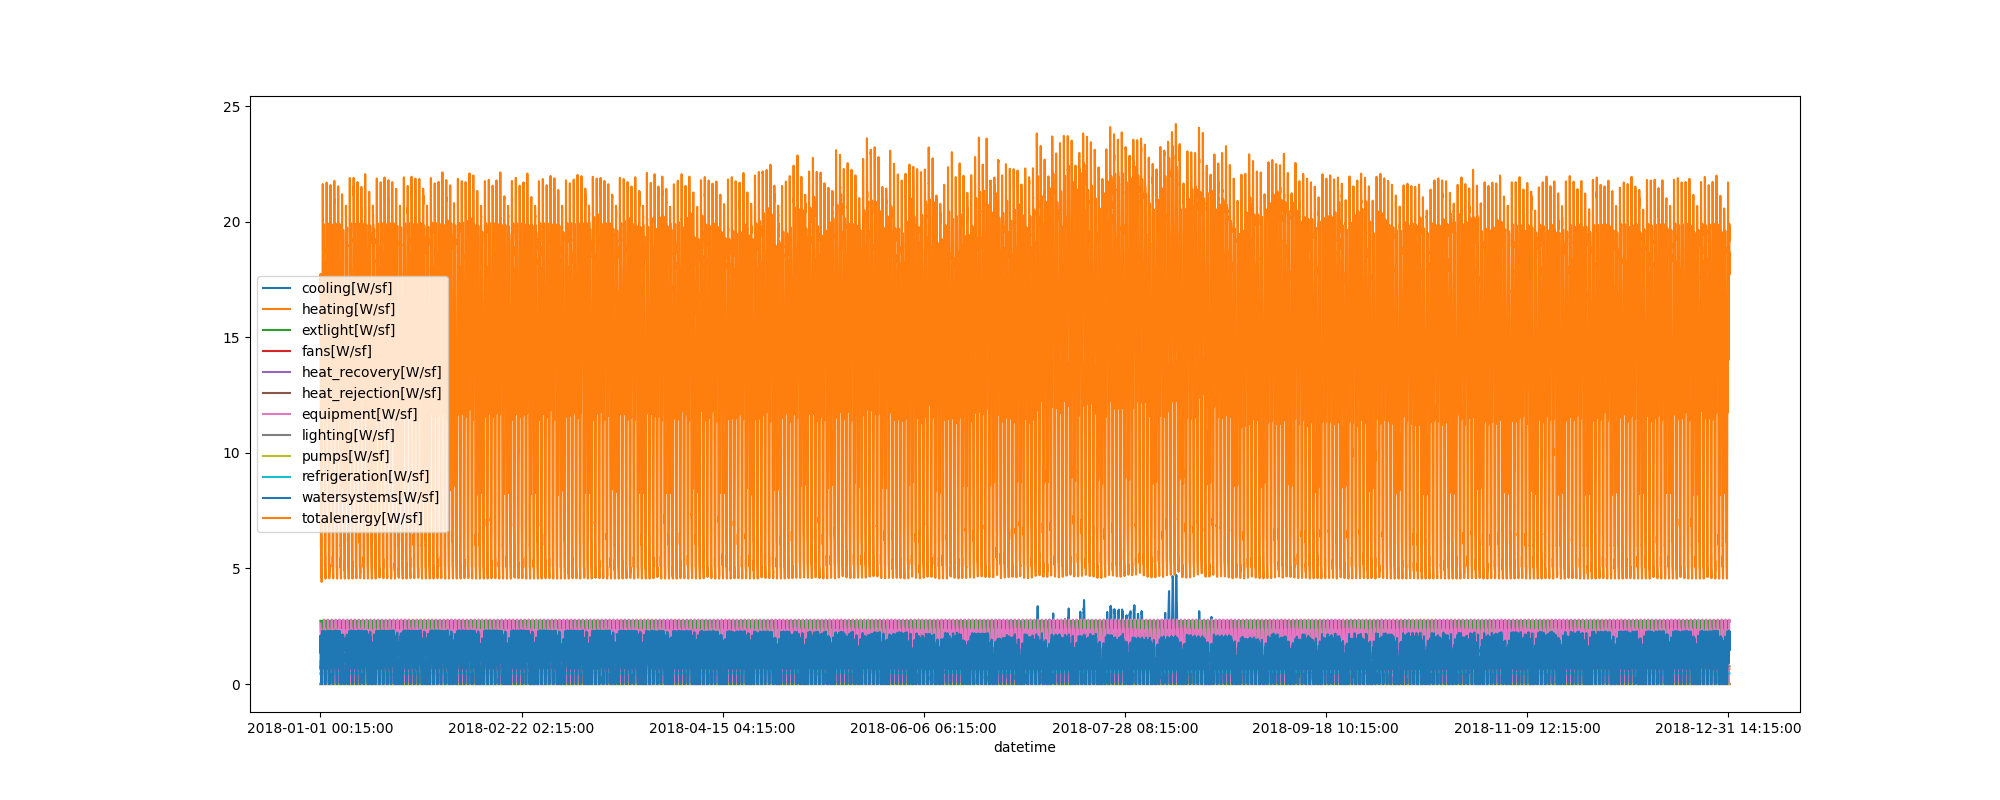 25
20
15
10
5
0
cooling[W/sf]
heating[W/sf]
extlight[W/sf]
fans[W/sf]
heat_recovery[W/sf]
heat_rejection[W/sf]
equipment[W/sf]
lighting[W/sf]
pumps[W/sf]
refrigeration[W/sf]
watersystems[W/sf]
totalenergy[W/sf]
2018-01-01 00:15:00 2018-02-22 02:15:00 2018-04-15 04:15:00 2018-06-06 06:15:00 2018-07-28 08:15:00 2018-09-18 10:15:00 2018-11-09 12:15:00 2018-12-31 14:15:00
datetime